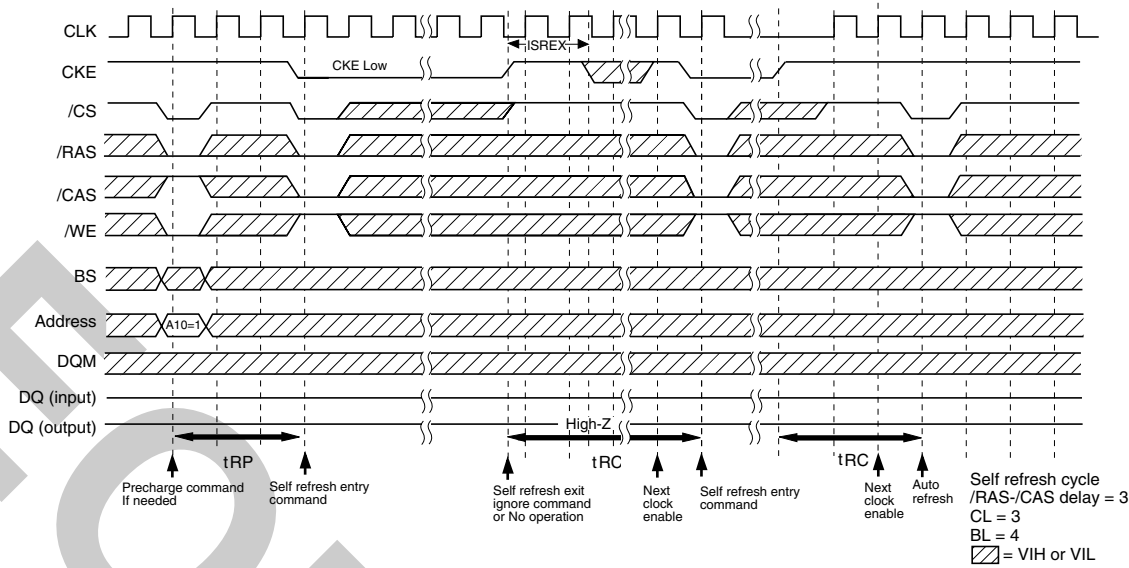 CLK
lSREX
CKE
CKE Low
/CS
/RAS
/CAS
/WE
BS
Address
A10=1
DQM
DQ (input)
DQ (output)
High-Z
tRP
tRC
tRC
Precharge command
If needed
Self refresh entry
command
Self refresh exit
ignore command
or No operation
Next
clock
enable
Self refresh entry
command
Next
clock
enable
Auto
refresh
Self refresh cycle
/RAS-/CAS delay = 3
CL = 3
BL = 4
= VIH or VIL